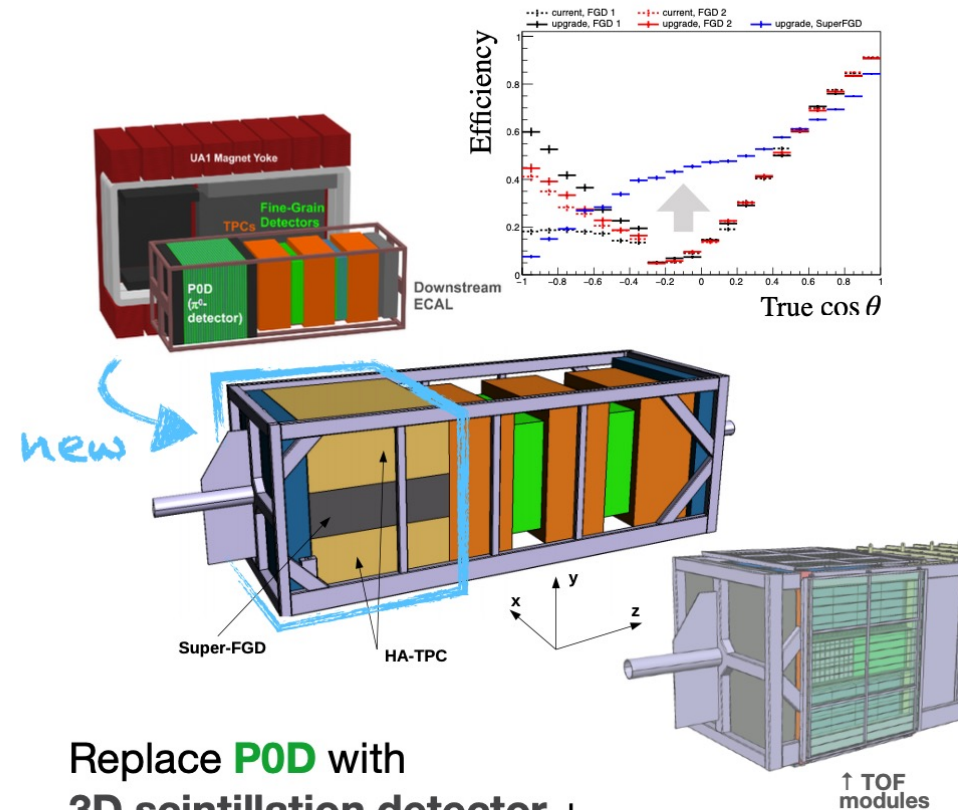 current, FGD 1
current, FGD 2
upgrade, FGD 1
upgrade, FGD 2
upgrade, SuperFGD
Efficiency
1
0.8
0.6
0.4
0.2
0
−1 −0.8 −0.6 −0.4 −0.2 0 0.2 0.4 0.6 0.8 1
True cos θ
UA1 Magnet Yoke
Fine-Grain
Detectors
TPCs
P0D
(π⁰-
detector)
Downstream
ECAL
new
Super-FGD
HA-TPC
y
x
z
↑ TOF
modules
Replace P0D with
3D scintillation detector +